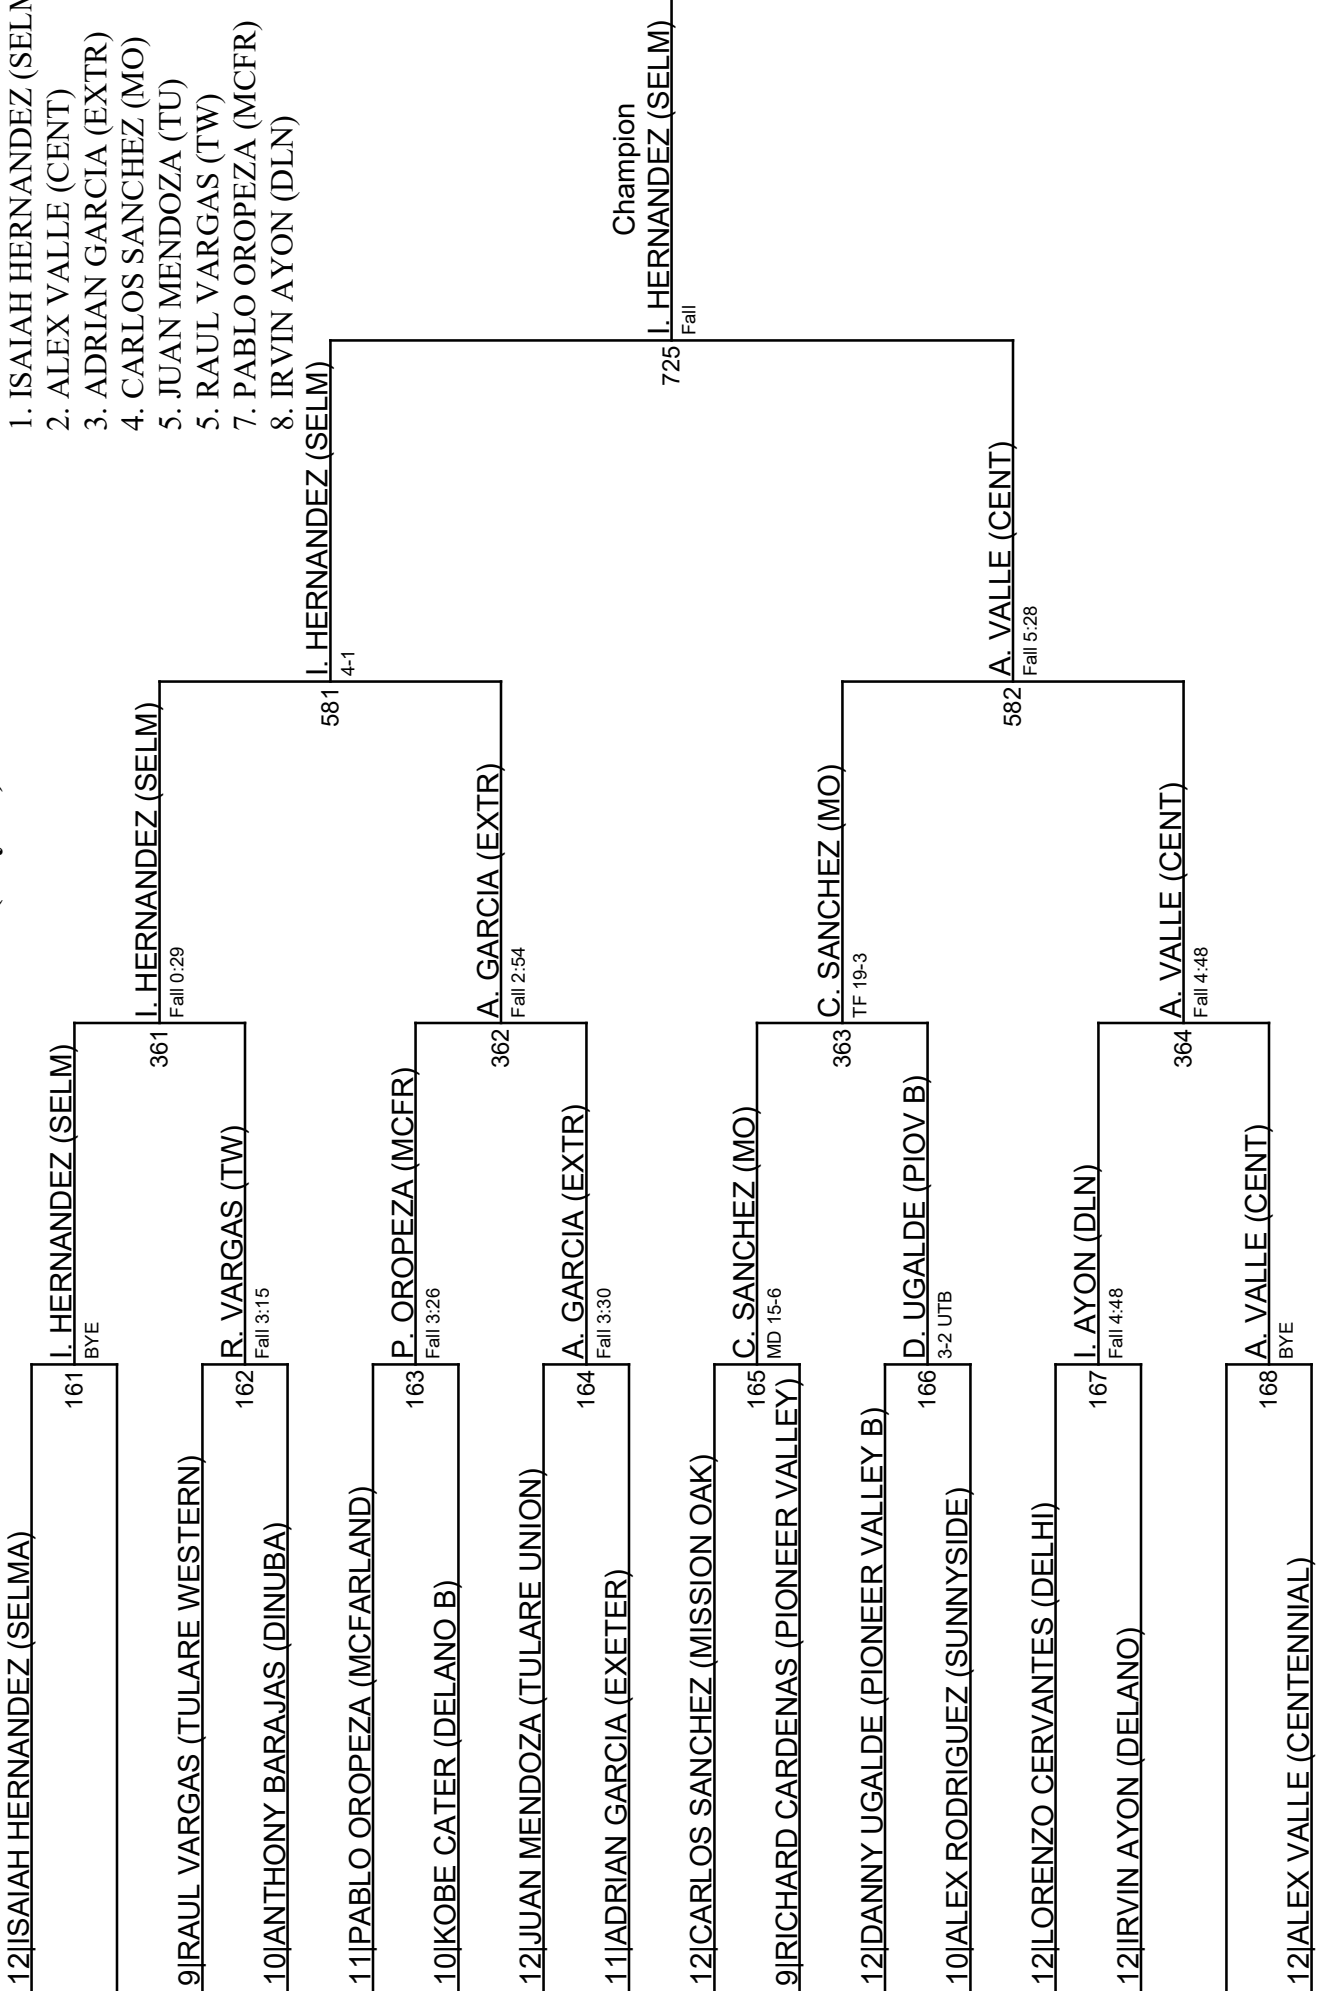 1. ISAIAH HERNANDEZ (SELM
2. ALEX VALLE (CENT)
3. ADRIAN GARCIA (EXTR)
4. CARLOS SANCHEZ (MO)
5. JUAN MENDOZA (TU)
5. RAUL VARGAS (TW)
7. PABLO OROPEZA (MCFR)
8. IRVIN AYON (DLN)
12|ISAIAH HERNANDEZ (SELMA)
9|RAUL VARGAS (TULARE WESTERN)
10|ANTHONY BARAJAS (DINUBA)
11|PABLO OROPEZA (MCFARLAND)
10|KOBE CATER (DELANO B)
12|JUAN MENDOZA (TULARE UNION)
11|ADRIAN GARCIA (EXETER)
12|CARLOS SANCHEZ (MISSION OAK)
9|RICHARD CARDENAS (PIONEER VALLEY)
12|DANNY UGALDE (PIONEER VALLEY B)
10|ALEX RODRIGUEZ (SUNNYSIDE)
12|LORENZO CERVANTES (DELHI)
12|IRVIN AYON (DELANO)
12|ALEX VALLE (CENTENNIAL)
I. HERNANDEZ (SELM)
161
BYE
R. VARGAS (TW)
162
Fall 3:15
P. OROPEZA (MCFR)
163
Fall 3:26
A. GARCIA (EXTR)
164
Fall 3:30
C. SANCHEZ (MO)
165
MD 15-6
D. UGALDE (PIOV B)
166
3-2 UTB
I. AYON (DLN)
167
Fall 4:48
A. VALLE (CENT)
168
BYE
I. HERNANDEZ (SELM)
361
Fall 0:29
A. GARCIA (EXTR)
362
Fall 2:54
C. SANCHEZ (MO)
363
TF 19-3
A. VALLE (CENT)
364
Fall 4:48
I. HERNANDEZ (SELM)
581
4-1
A. VALLE (CENT)
582
Fall 5:28
Champion
I. HERNANDEZ (SELM)
725
Fall